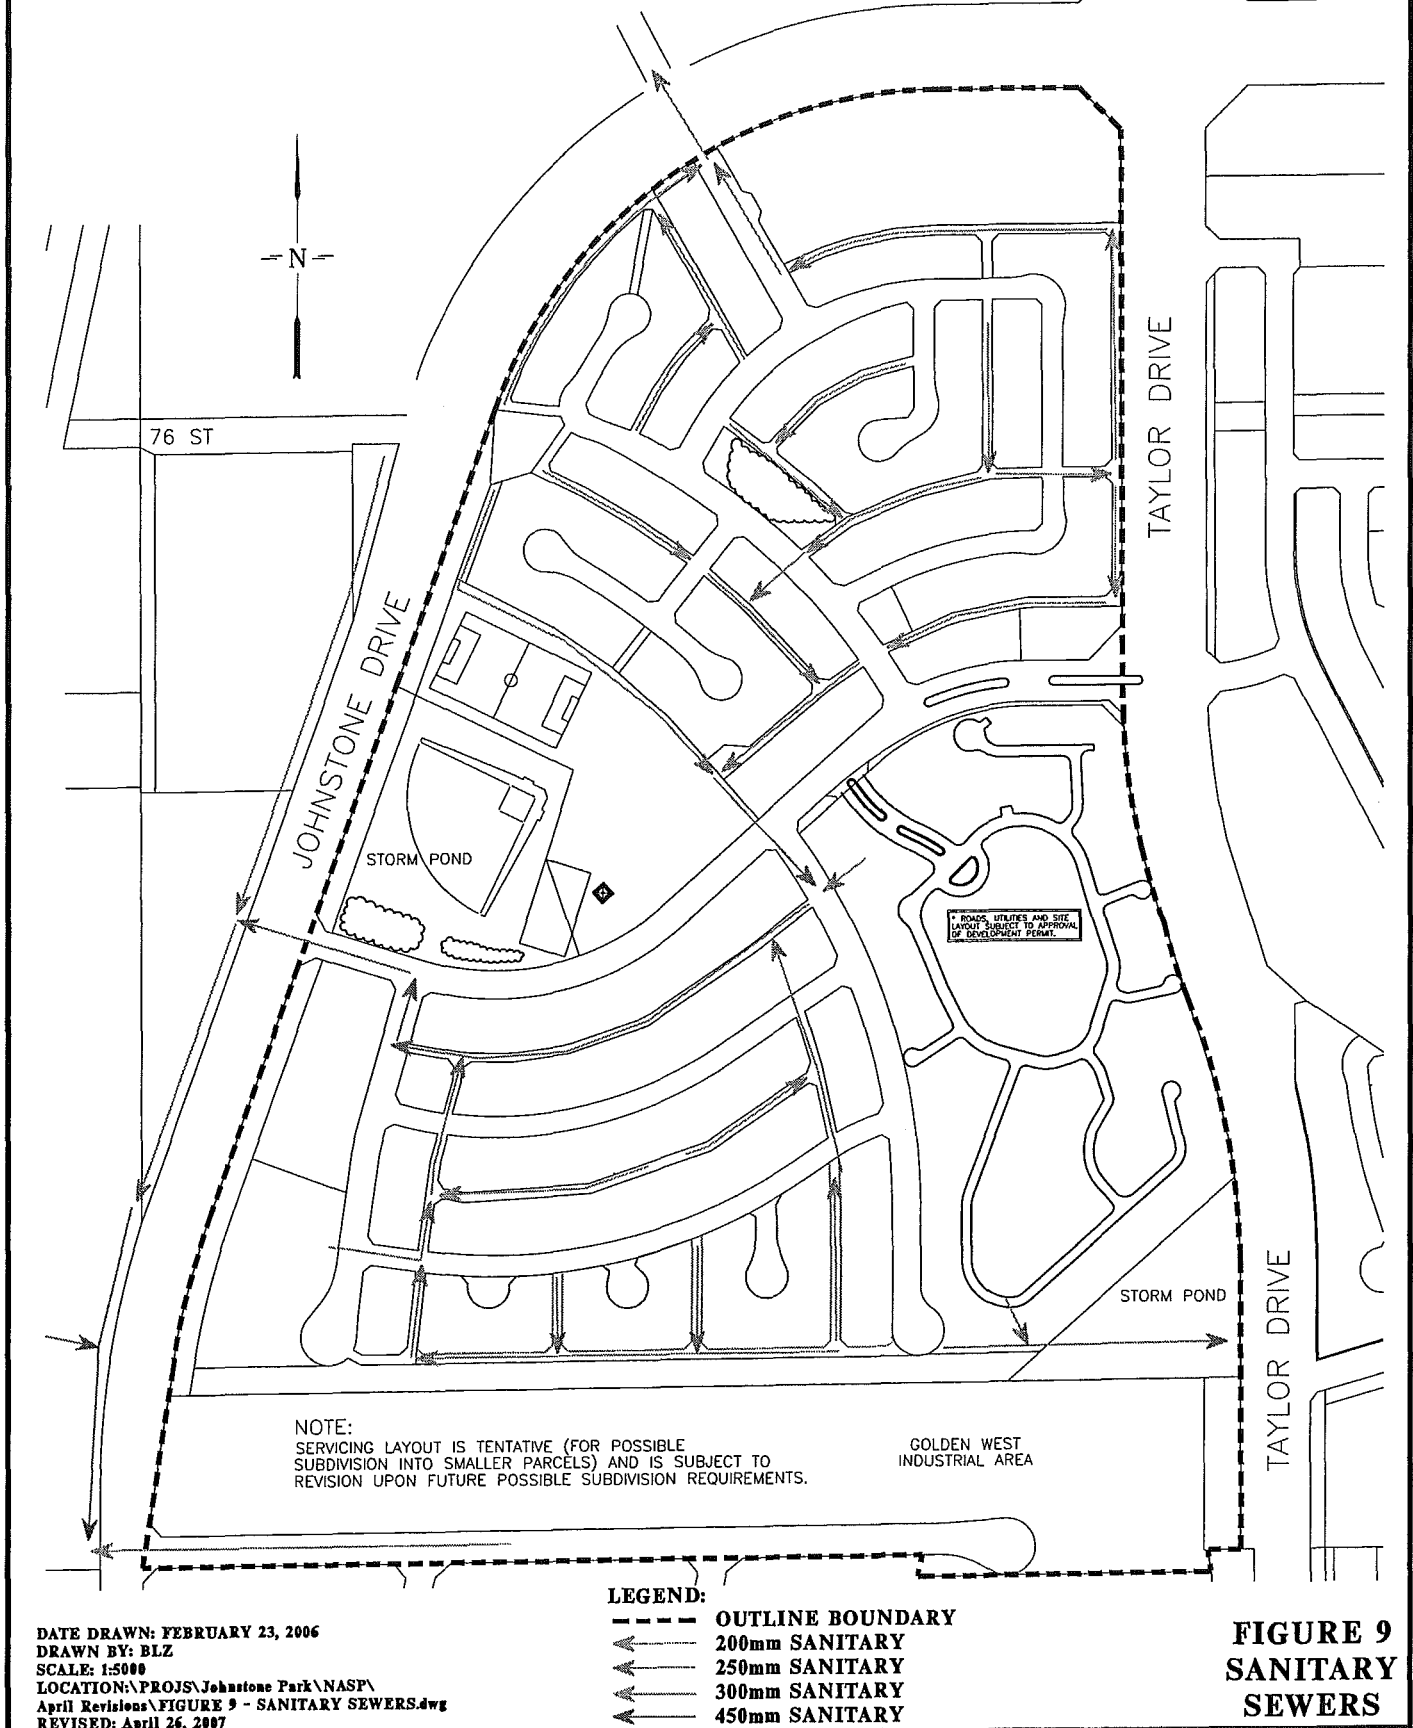 - N -
76 ST
TAYLOR DRIVE
JOHNSTONE DRIVE
STORM POND
* ROADS, UTILITIES AND SITE
LAYOUT SUBJECT TO APPROVAL
OF DEVELOPMENT PERMIT.
STORM POND
TAYLOR DRIVE
NOTE:
SERVICING LAYOUT IS TENTATIVE (FOR POSSIBLE
SUBDIVISION INTO SMALLER PARCELS) AND IS SUBJECT TO
REVISION UPON FUTURE POSSIBLE SUBDIVISION REQUIREMENTS.
GOLDEN WEST
INDUSTRIAL AREA
LEGEND:
OUTLINE BOUNDARY
200mm SANITARY
250mm SANITARY
300mm SANITARY
450mm SANITARY
DATE DRAWN: FEBRUARY 23, 2006
DRAWN BY: BLZ
SCALE: 1:5000
LOCATION:\PROJS\Johnstone Park\NASP\
April Revisions\FIGURE 9 - SANITARY SEWERS.dwg
REVISED: April 26, 2007
FIGURE 9
SANITARY
SEWERS